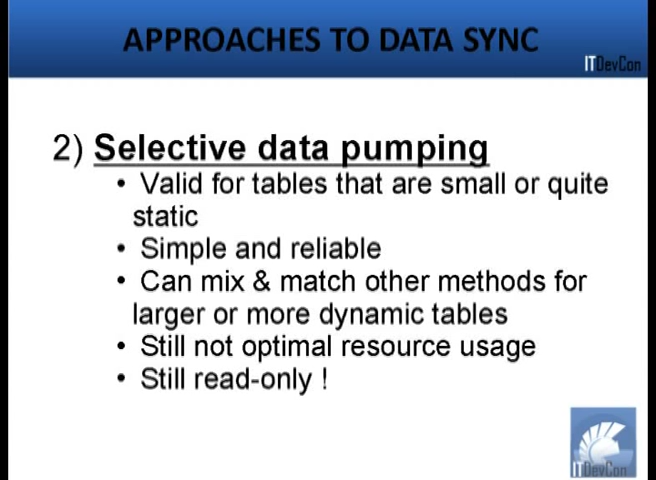 APPROACHES TO DATA SYNC
ITDevCon
2) Selective data pumping
• Valid for tables that are small or quite
static
• Simple and reliable
• Can mix & match other methods for
larger or more dynamic tables
• Still not optimal resource usage
• Still read-only !
ITDevCon